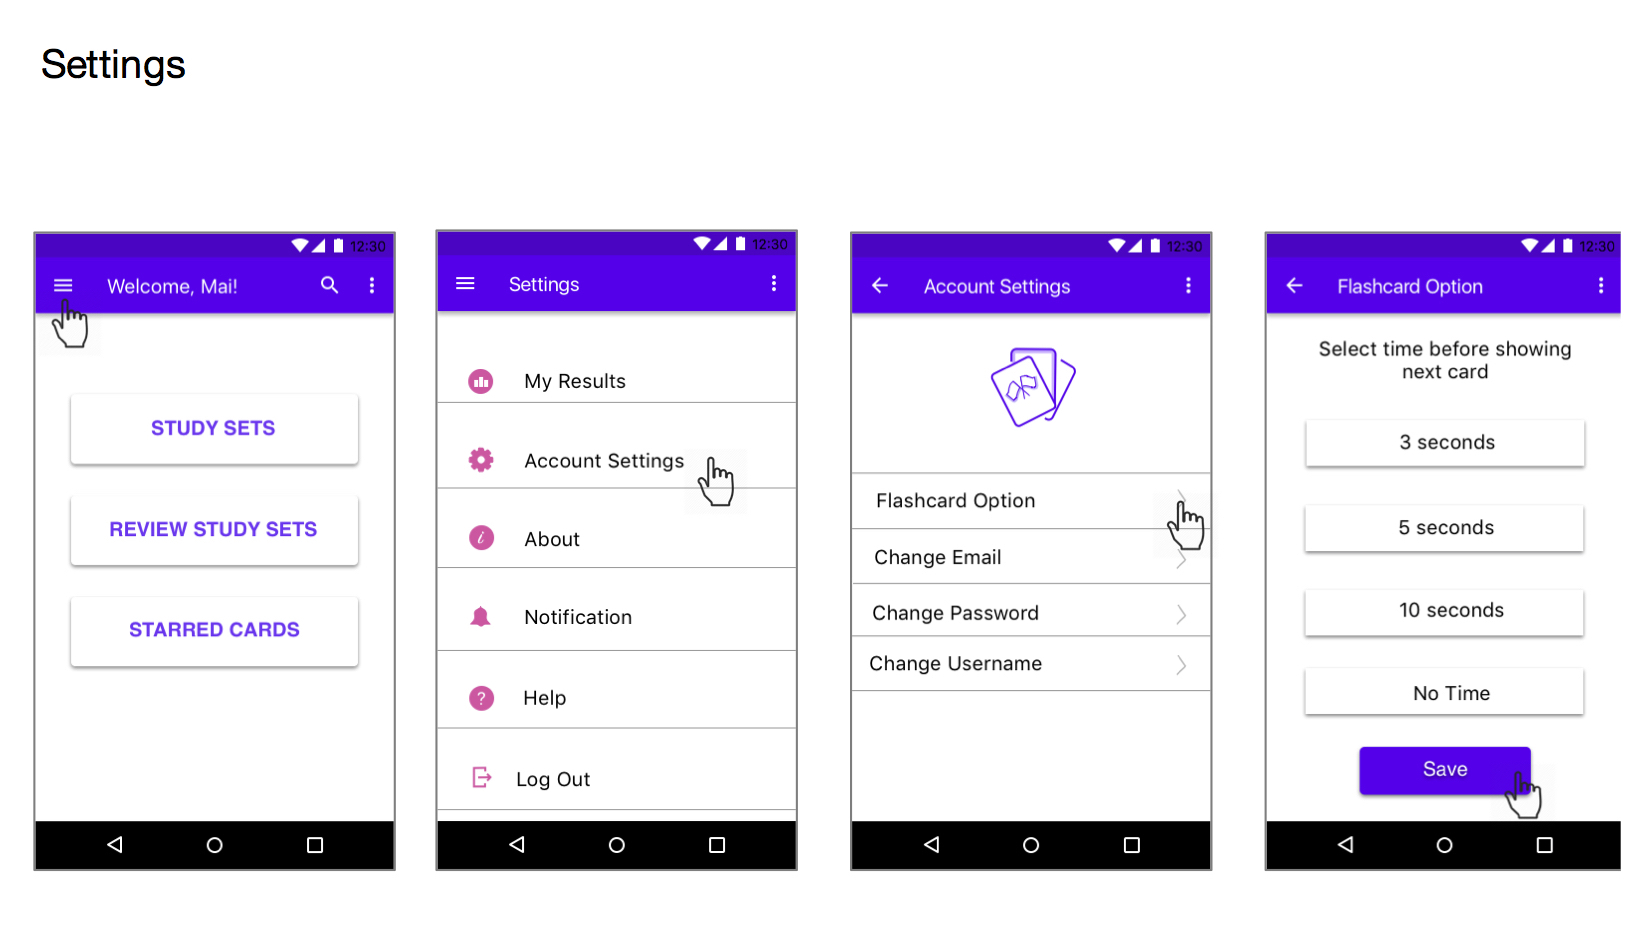 Settings
12:30
Welcome, Mai!
STUDY SETS
REVIEW STUDY SETS
STARRED CARDS
12:30
Settings
My Results
Account Settings
About
Notification
Help
Log Out
12:30
Account Settings
Flashcard Option
Change Email
Change Password
Change Username
12:30
Flashcard Option
Select time before showing
next card
3 seconds
5 seconds
10 seconds
No Time
Save